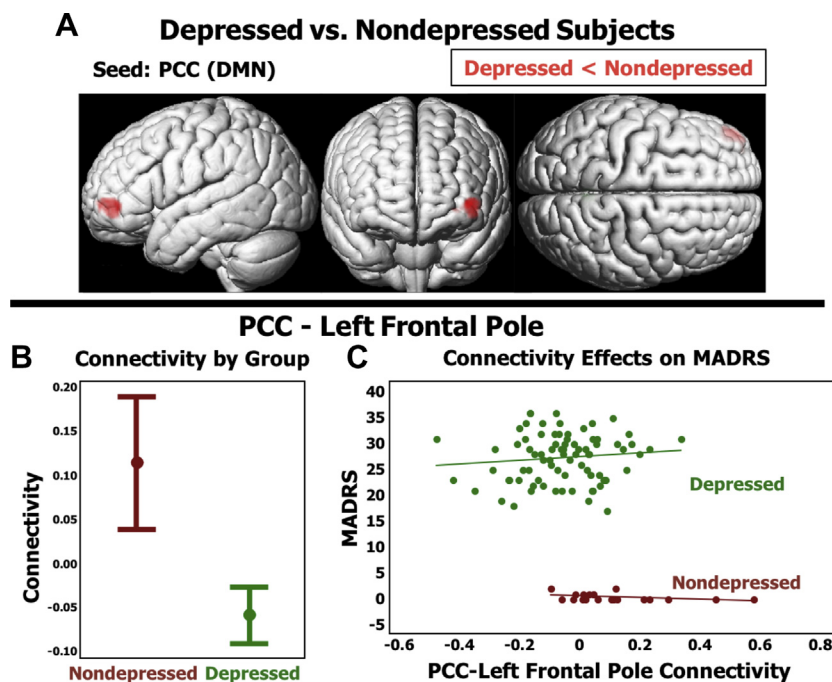 A
Depressed vs. Nondepressed Subjects
Seed: PCC (DMN)
Depressed < Nondepressed
PCC - Left Frontal Pole
B
Connectivity by Group
Connectivity
0.20
0.15
0.10
0.05
0.00
-0.05
-0.10
Nondepressed
Depressed
C
Connectivity Effects on MADRS
MADRS
40
35
30
25
20
15
10
5
0
-5
Depressed
Nondepressed
-0.6
-0.4
-0.2
0
0.2
0.4
0.6
0.8
PCC-Left Frontal Pole Connectivity